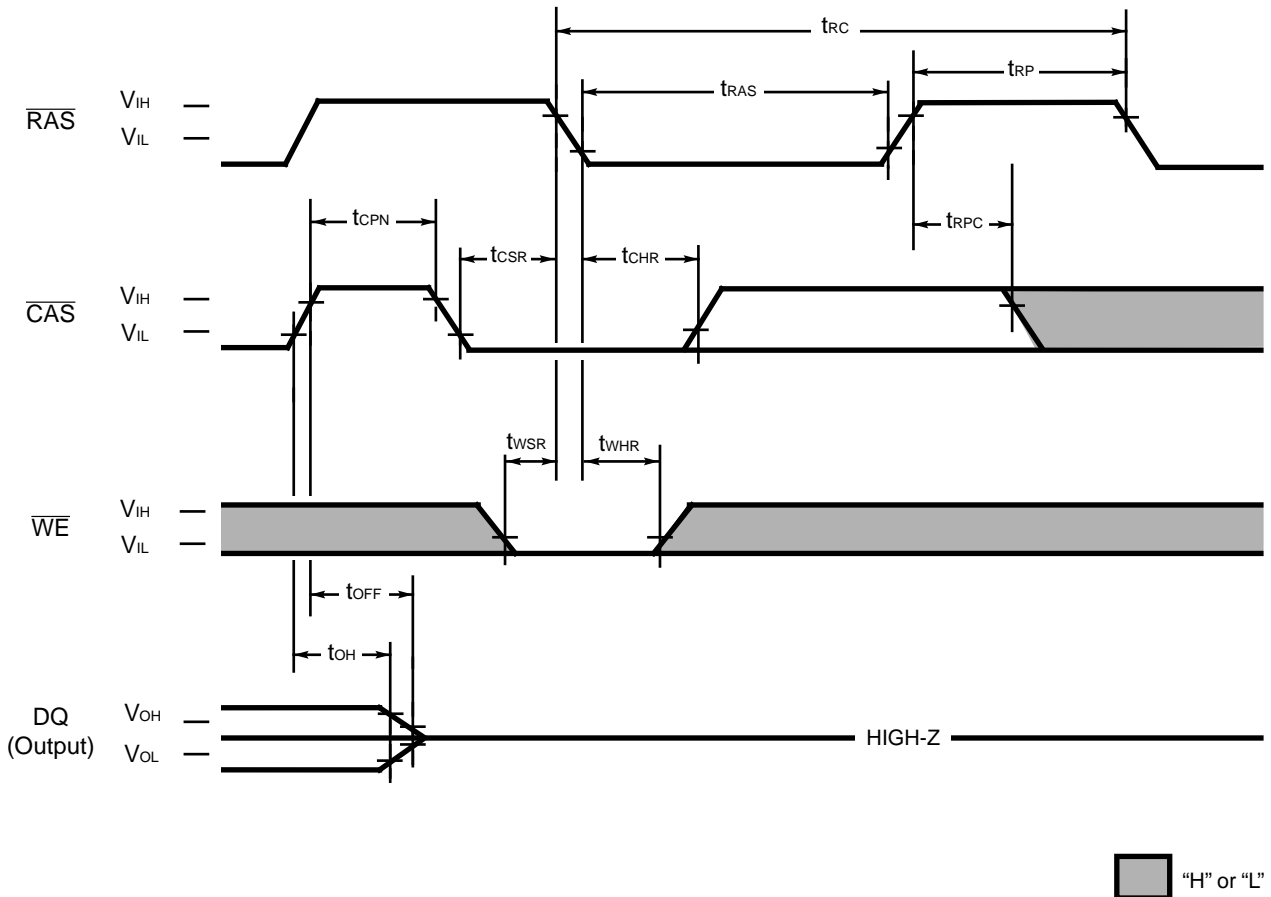 tRC
tRP
tRAS
RAS
VIH
VIL
tCPN
tRPC
tCSR
tCHR
CAS
VIH
VIL
tWSR
tWHR
WE
VIH
VIL
tOFF
tOH
DQ
(Output)
VOH
VOL
HIGH-Z
“H” or “L”